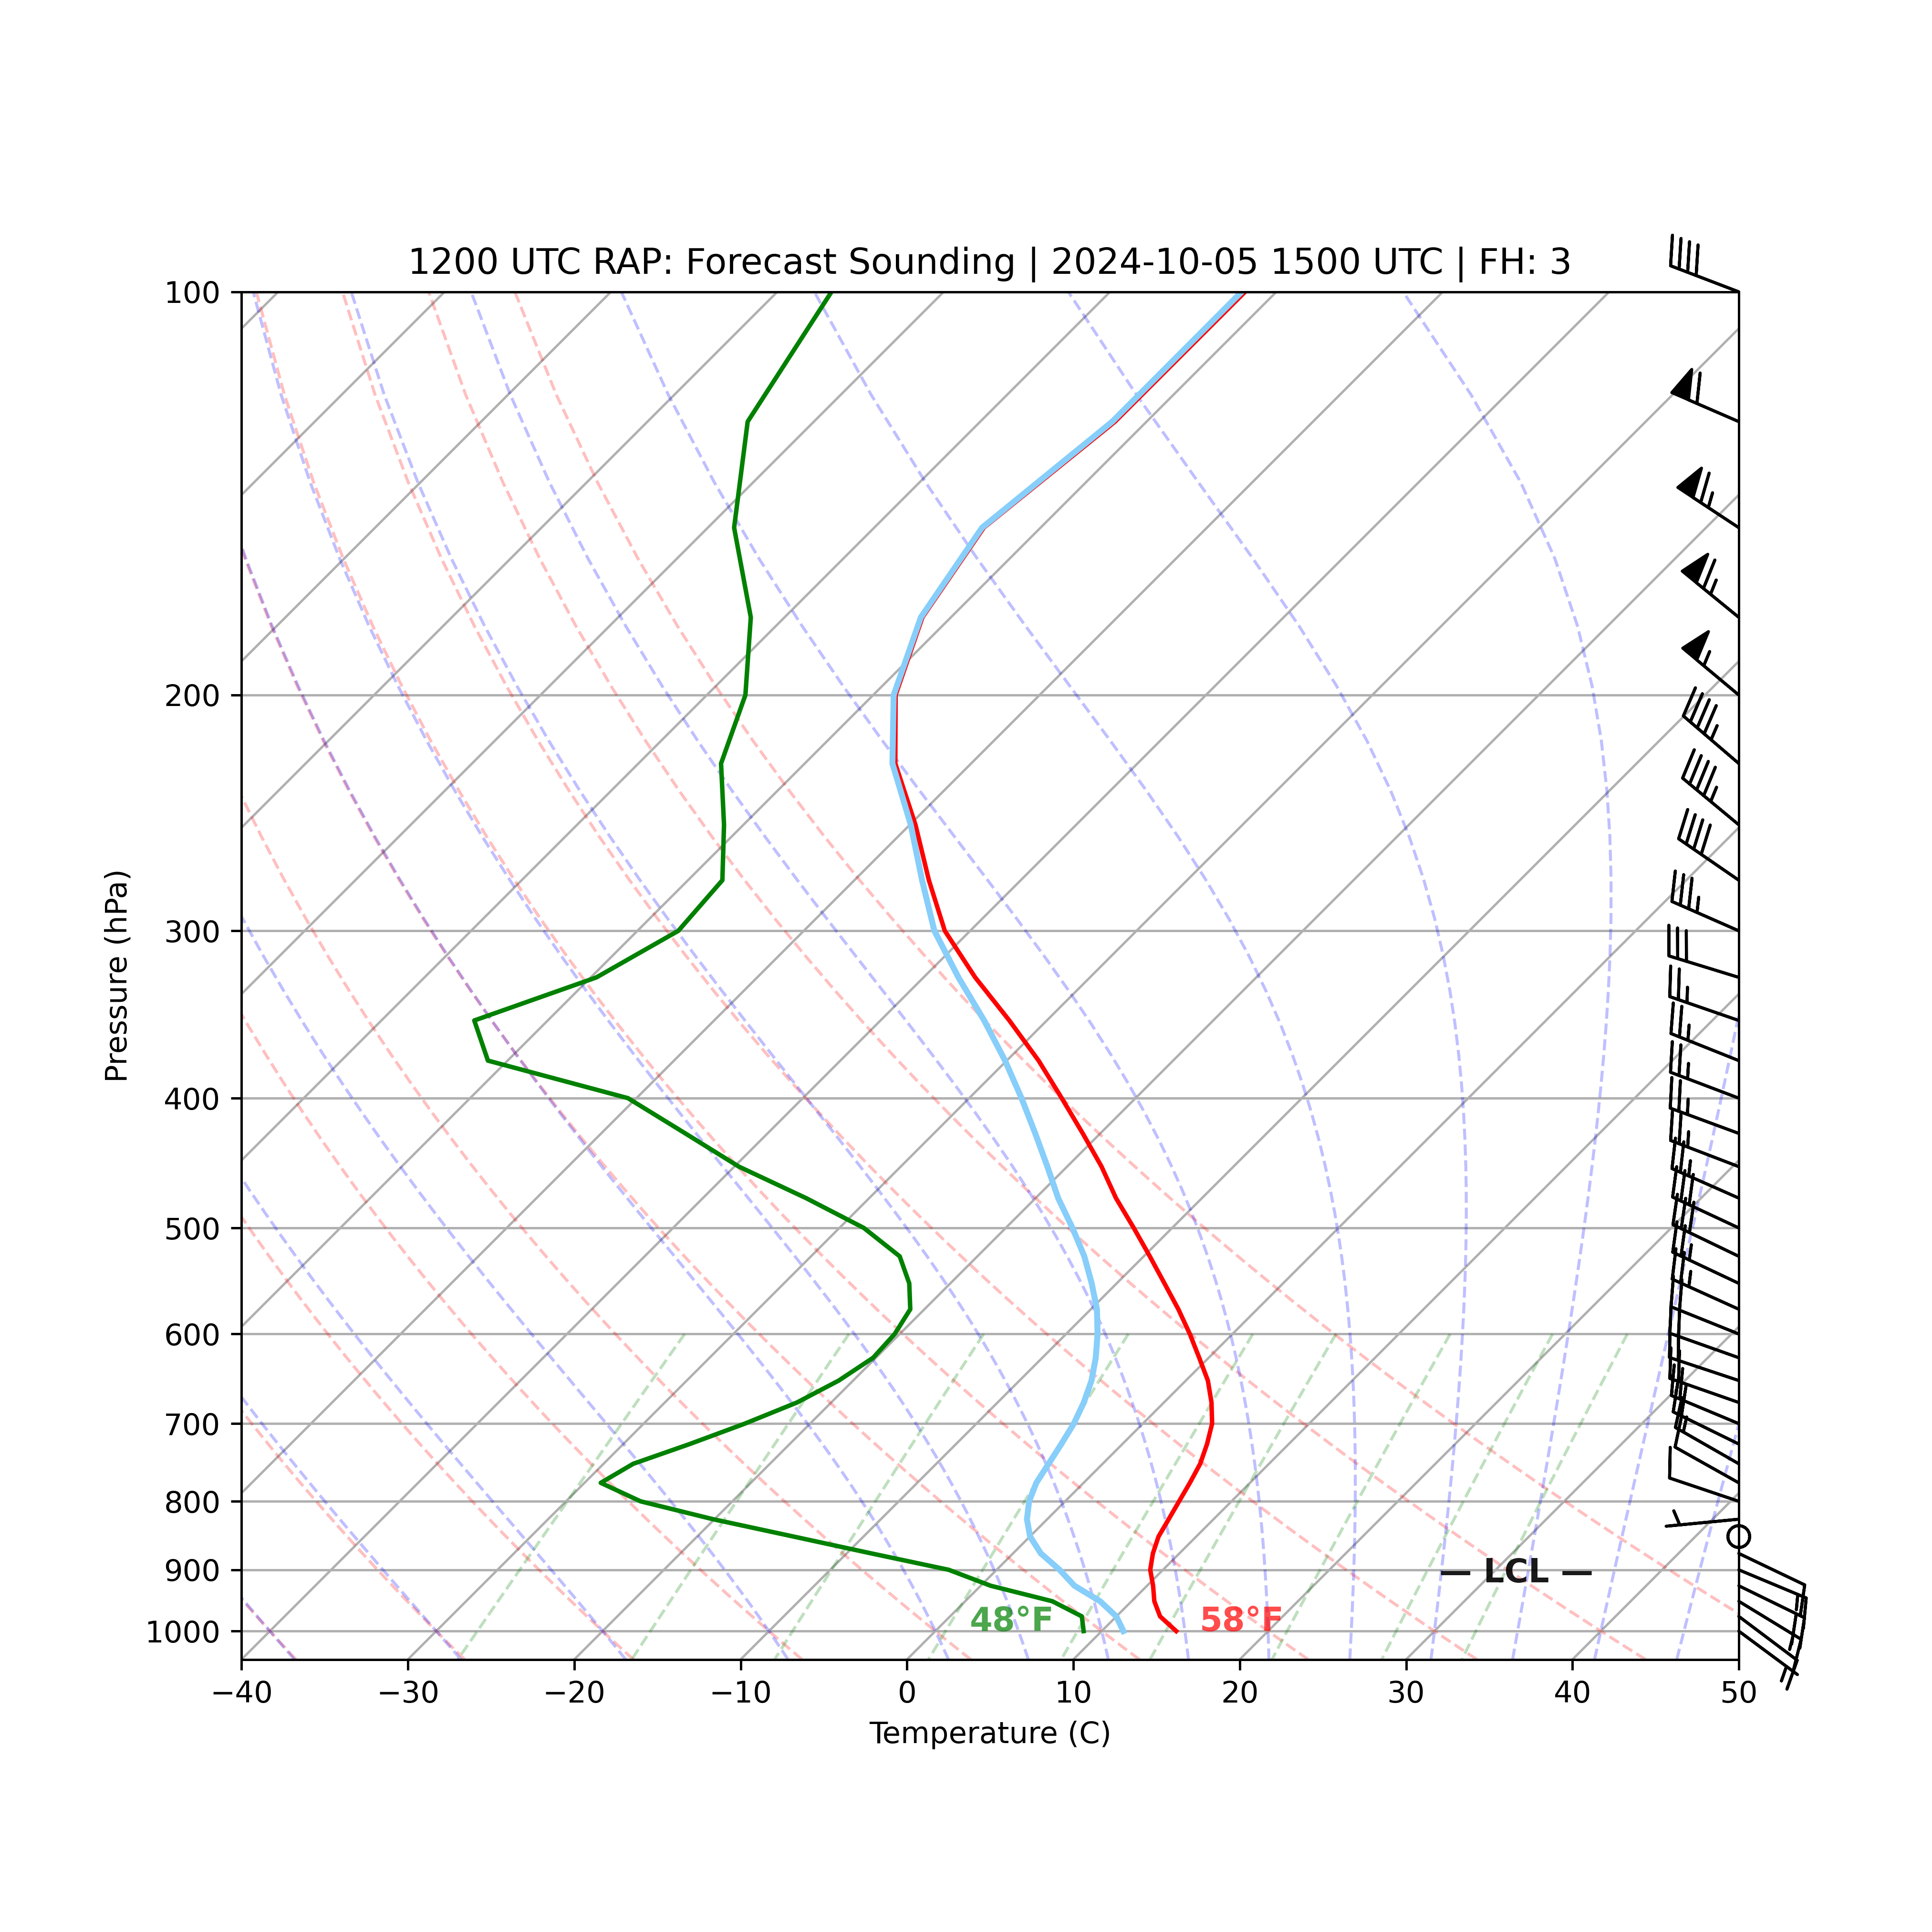 1200 UTC RAP: Forecast Sounding | 2024-10-05 1500 UTC | FH: 3
100
200
300
400
500
600
700
800
900
1000
Pressure (hPa)
— LCL —
48°F
58°F
−40 −30 −20 −10 0 10 20 30 40 50
Temperature (C)